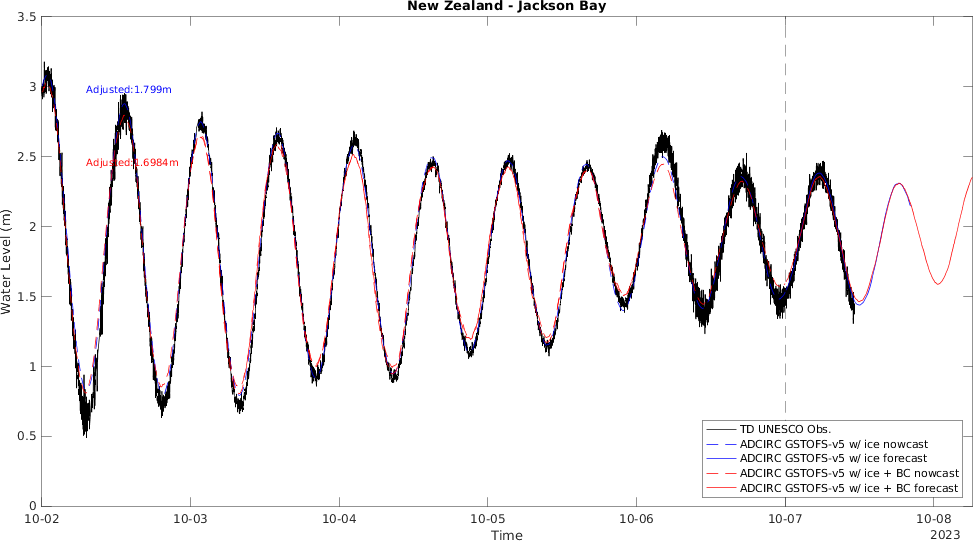 New Zealand - Jackson Bay
3.5
3
2.5
2
1.5
1
0.5
0
Water Level (m)
Adjusted:1.799m
Adjusted:1.6984m
TD UNESCO Obs.
ADCIRC GSTOFS-v5 w/ ice nowcast
ADCIRC GSTOFS-v5 w/ ice forecast
ADCIRC GSTOFS-v5 w/ ice + BC nowcast
ADCIRC GSTOFS-v5 w/ ice + BC forecast
10-02 10-03 10-04 10-05 10-06 10-07 10-08
Time
2023